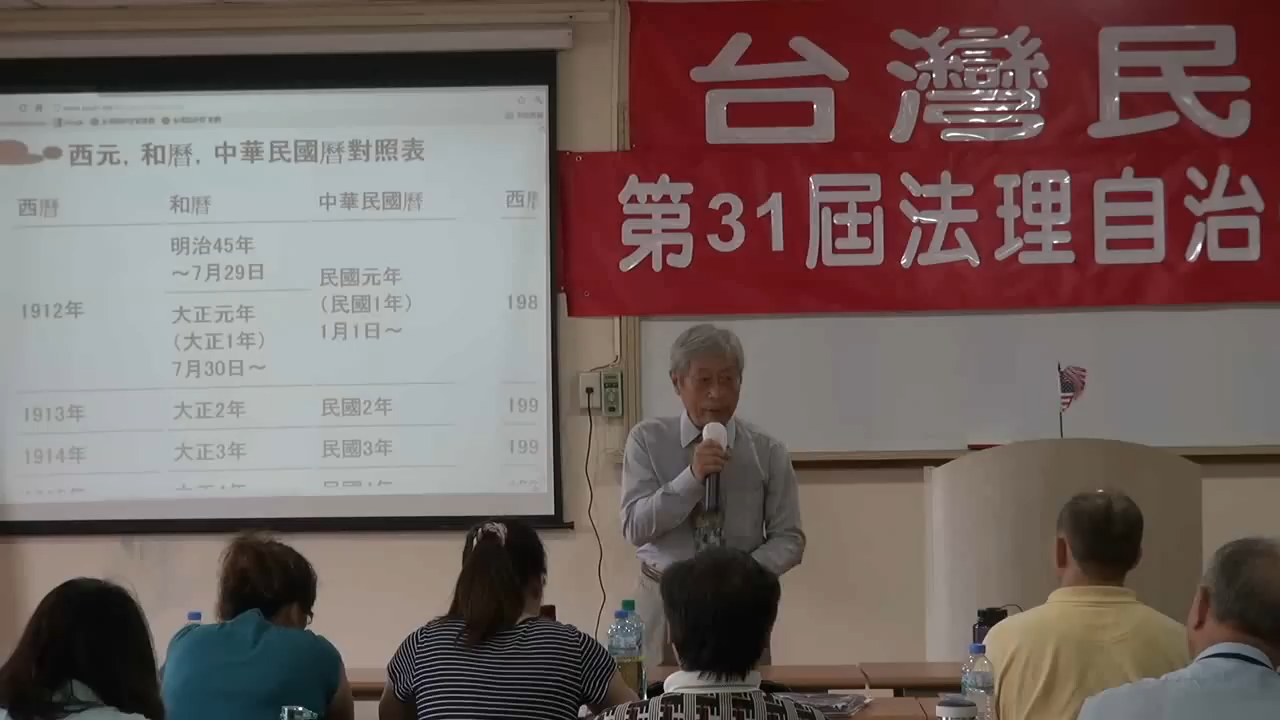 西元, 和曆, 中華民國曆對照表
西曆 和曆 中華民國曆 西曆
明治45年
～7月29日
1912年
大正元年
(大正1年)
7月30日～
民國元年
(民國1年)
1月1日～
198
1913年 大正2年 民國2年 199
1914年 大正3年 民國3年 199
台灣民
第31屆法理自治